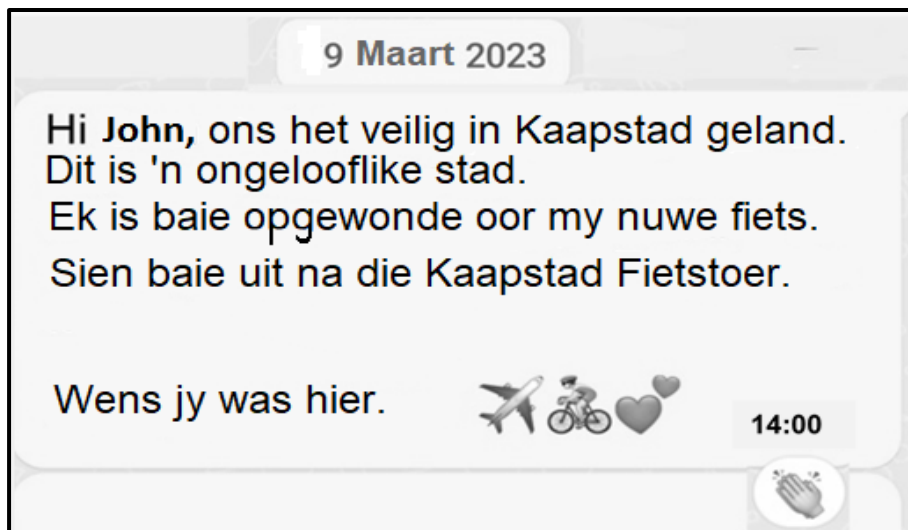 9 Maart 2023
Hi John, ons het veilig in Kaapstad geland.
Dit is 'n ongelooflike stad.
Ek is baie opgewonde oor my nuwe fiets.
Sien baie uit na die Kaapstad Fietstoer.
Wens jy was hier.
14:00